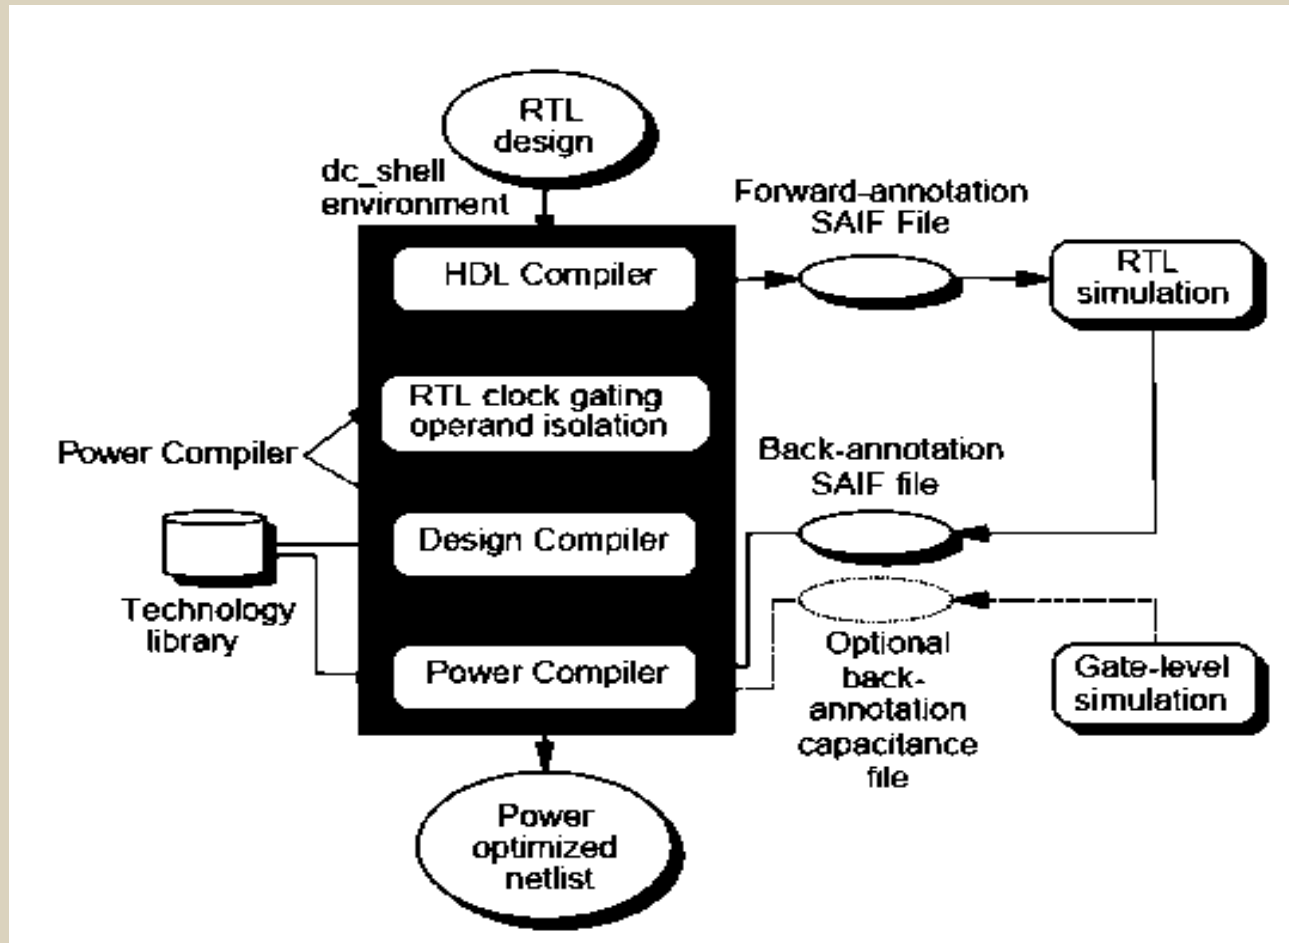 RTL
design
dc_shell
environment
Forward-annotation
SAIF File
HDL Compiler
RTL
simulation
RTL clock gating
operand isolation
Power Compiler
Back-annotation
SAIF file
Design Compiler
Technology
library
Power Compiler
Optional
back-
annotation
capacitance
file
Gate-level
simulation
Power
optimized
netlist